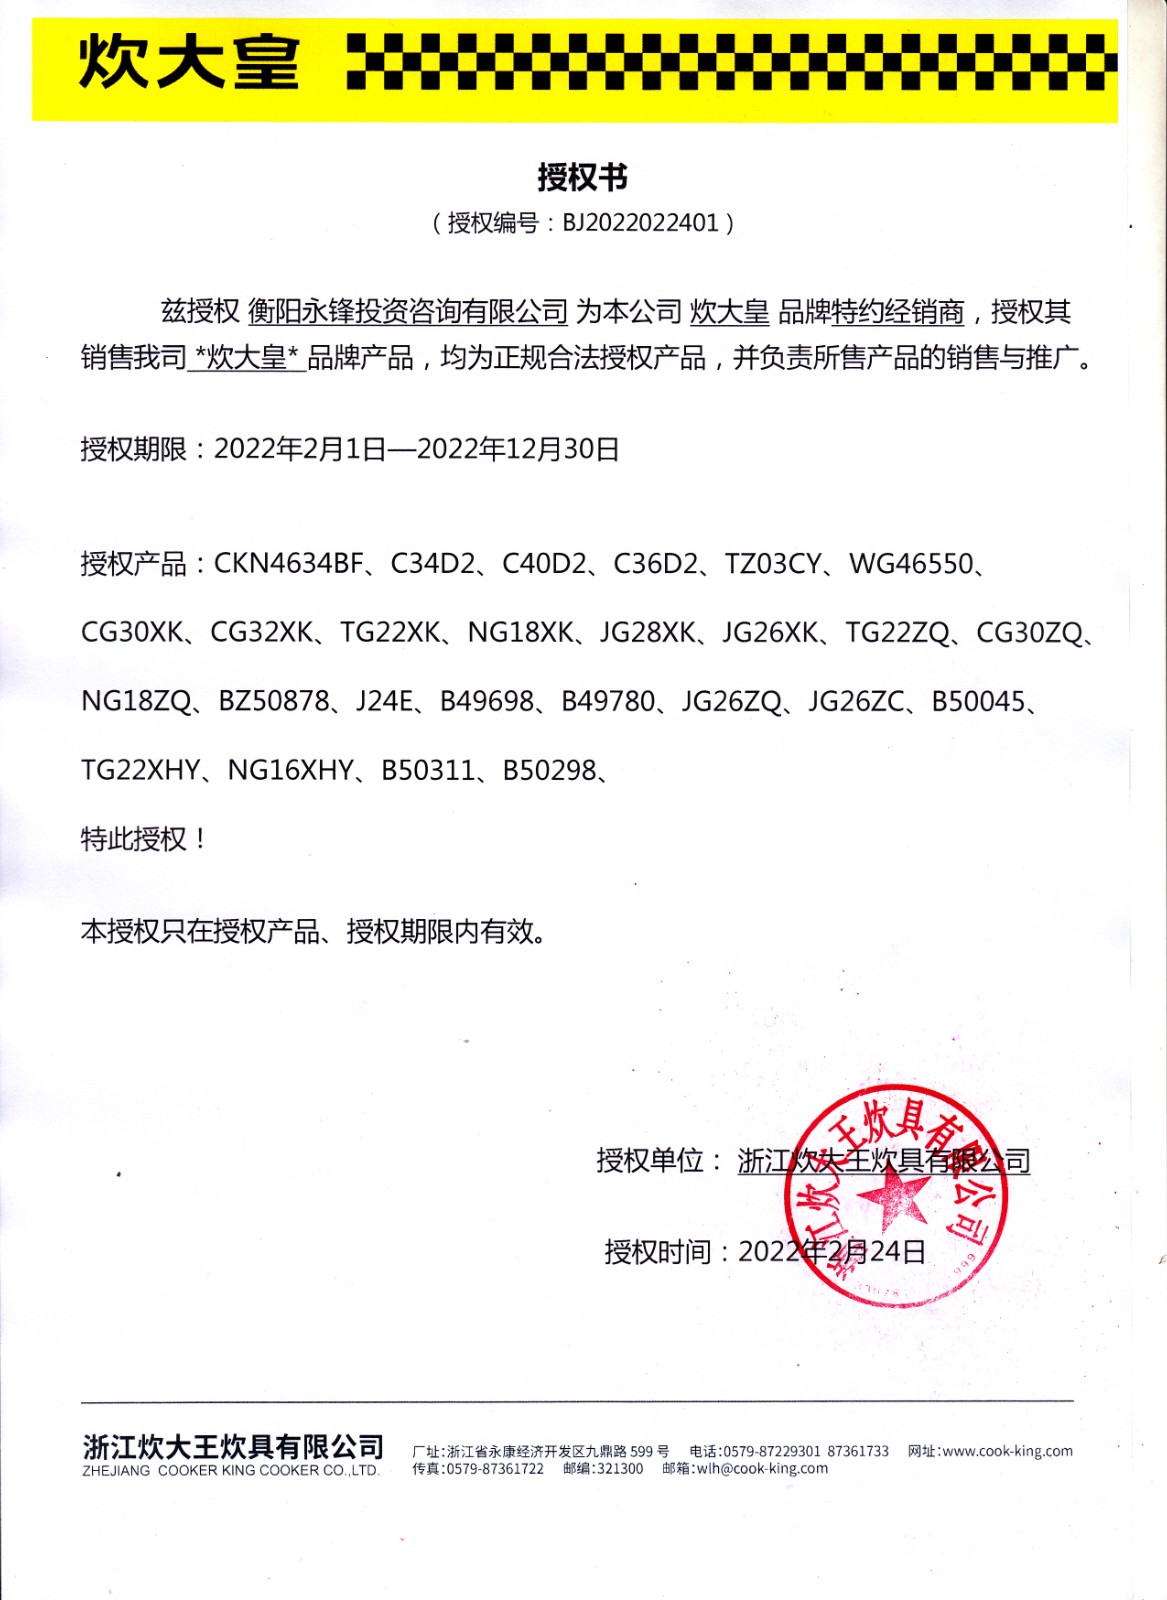 炊大皇
授权书
（授权编号：BJ2022022401）
兹授权 衡阳永锋投资咨询有限公司 为本公司 炊大皇 品牌特约经销商，授权其
销售我司 *炊大皇* 品牌产品，均为正规合法授权产品，并负责所售产品的销售与推广。
授权期限：2022年2月1日—2022年12月30日
授权产品：CKN4634BF、C34D2、C40D2、C36D2、TZ03CY、WG46550、
CG30XK、CG32XK、TG22XK、NG18XK、JG28XK、JG26XK、TG22ZQ、CG30ZQ、
NG18ZQ、BZ50878、J24E、B49698、B49780、JG26ZQ、JG26ZC、B50045、
TG22XHY、NG16XHY、B50311、B50298、
特此授权！
本授权只在授权产品、授权期限内有效。
授权单位： 浙江炊大王炊具有限公司
授权时间：2022年2月24日
浙江炊大王炊具有限公司
浙江炊大王炊具有限公司
ZHEJIANG COOKER KING COOKER CO.,LTD.
厂址：浙江省永康经济开发区九鼎路 599 号 电话：0579-87229301 87361733 网址：www.cook-king.com
传真：0579-87361722 邮编：321300 邮箱：wlh@cook-king.com